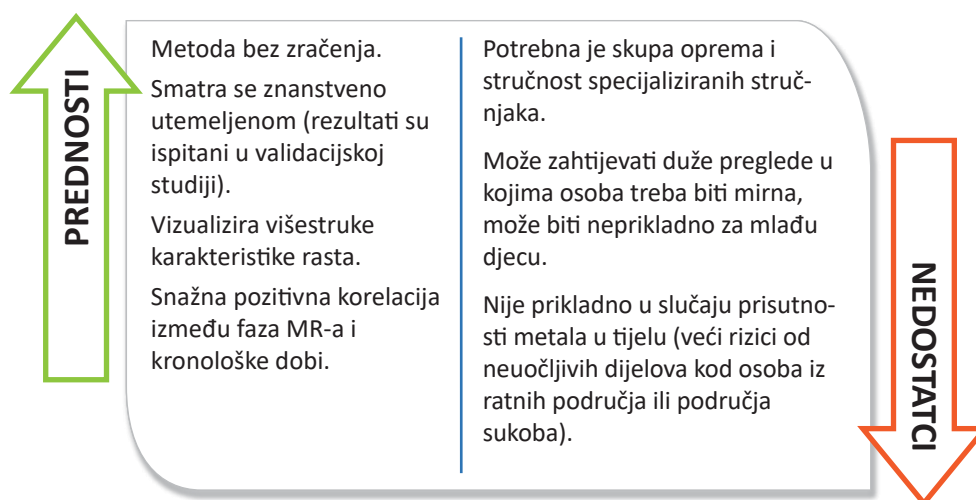 PREDNOSTI
Metoda bez zračenja.
Smatra se znanstveno
utemeljenom (rezultati su
ispitani u validacijskoj
studiji).
Vizualizira višestruke
karakteristike rasta.
Snažna pozitivna korelacija
između faza MR-a i
kronološke dobi.
Potrebna je skupa oprema i
stručnost specijaliziranih struč-
njaka.
Može zahtijevati duže preglede u
kojima osoba treba biti mirna,
može biti neprikladno za mlađu
djecu.
Nije prikladno u slučaju prisutno-
sti metala u tijelu (veći rizici od
neuočljivih dijelova kod osoba iz
ratnih područja ili područja
sukoba).
NEDOSTATCI